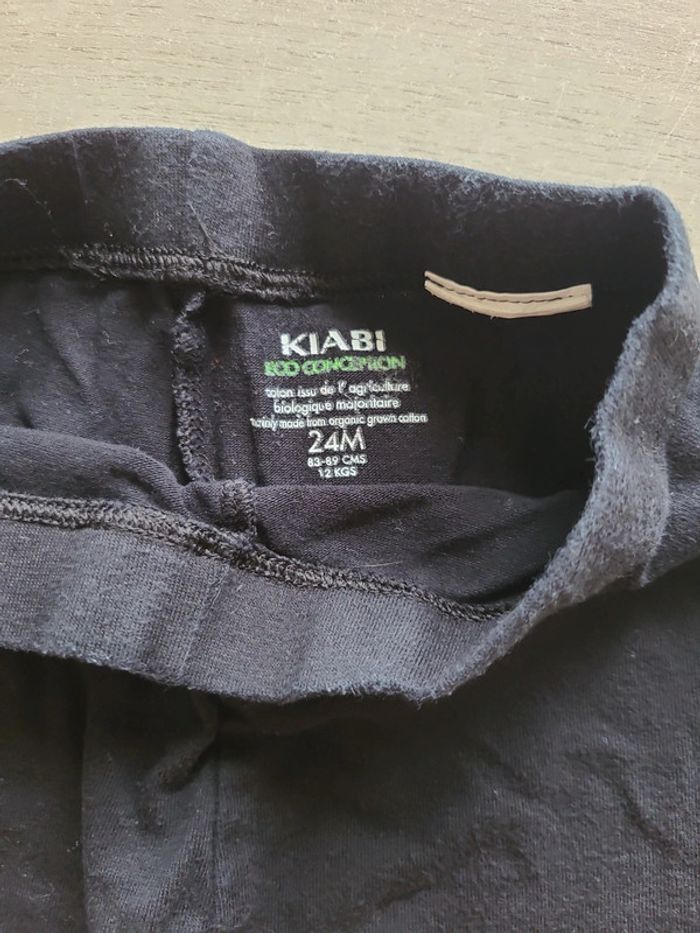 KIABI
ECO CONCEPTION
coton issu de l'agriculture
biologique majoritaire
mainly made from organic grown cotton
24M
83-89 CMS
12 KGS